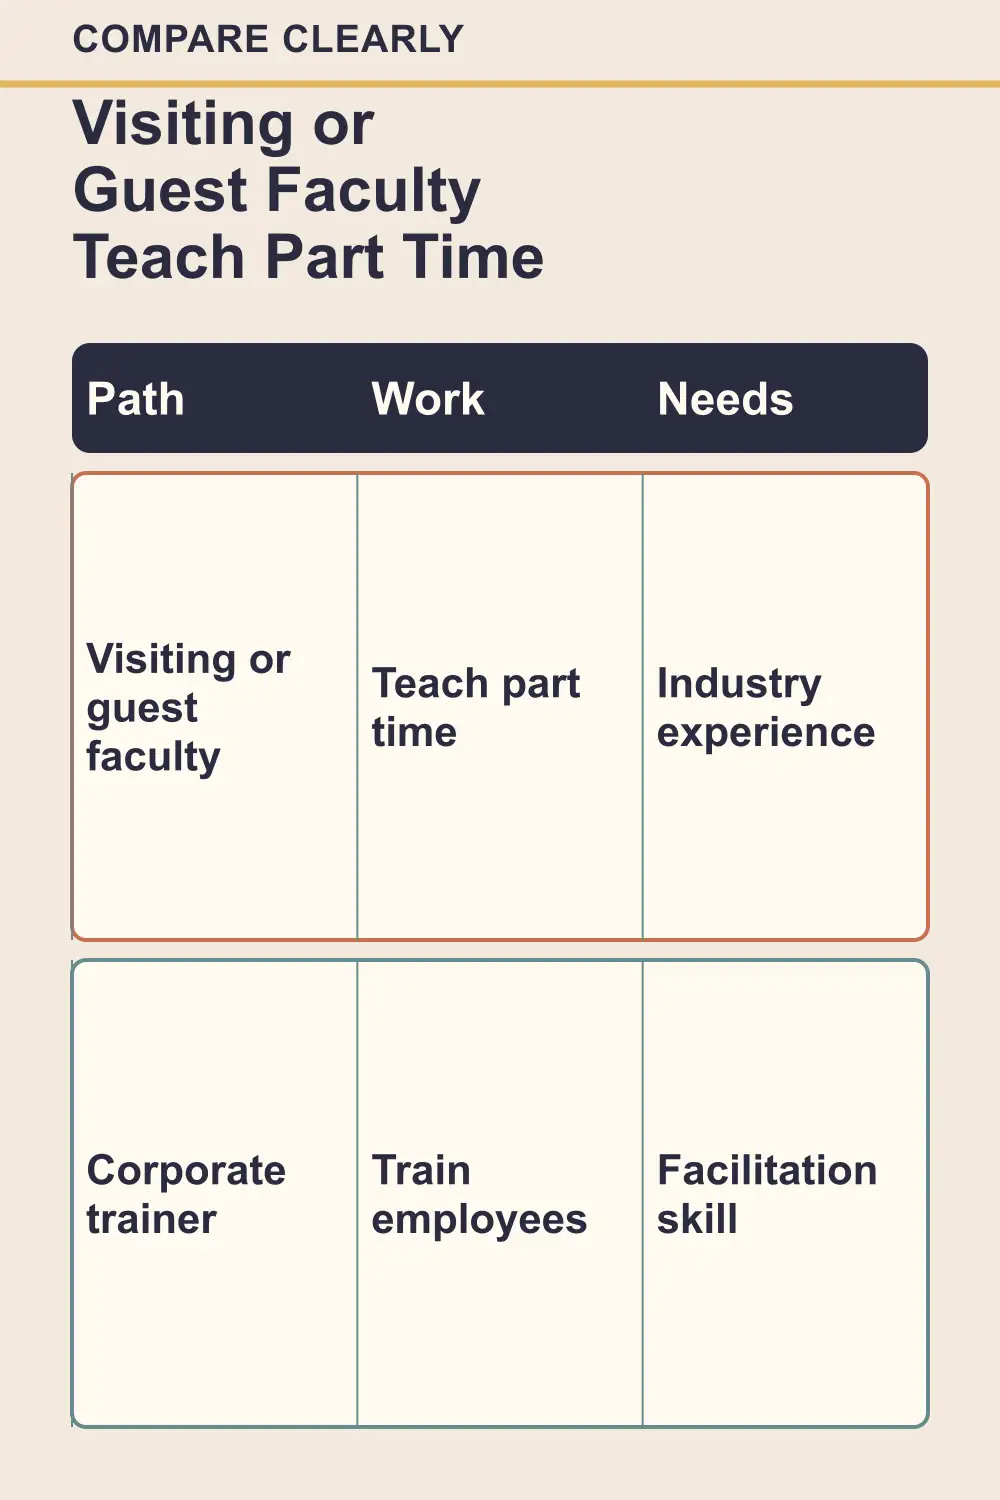 COMPARE CLEARLY
Visiting or
Guest Faculty
Teach Part Time
Path Work Needs
Visiting or
guest
faculty
Teach part
time
Industry
experience
Corporate
trainer
Train
employees
Facilitation
skill